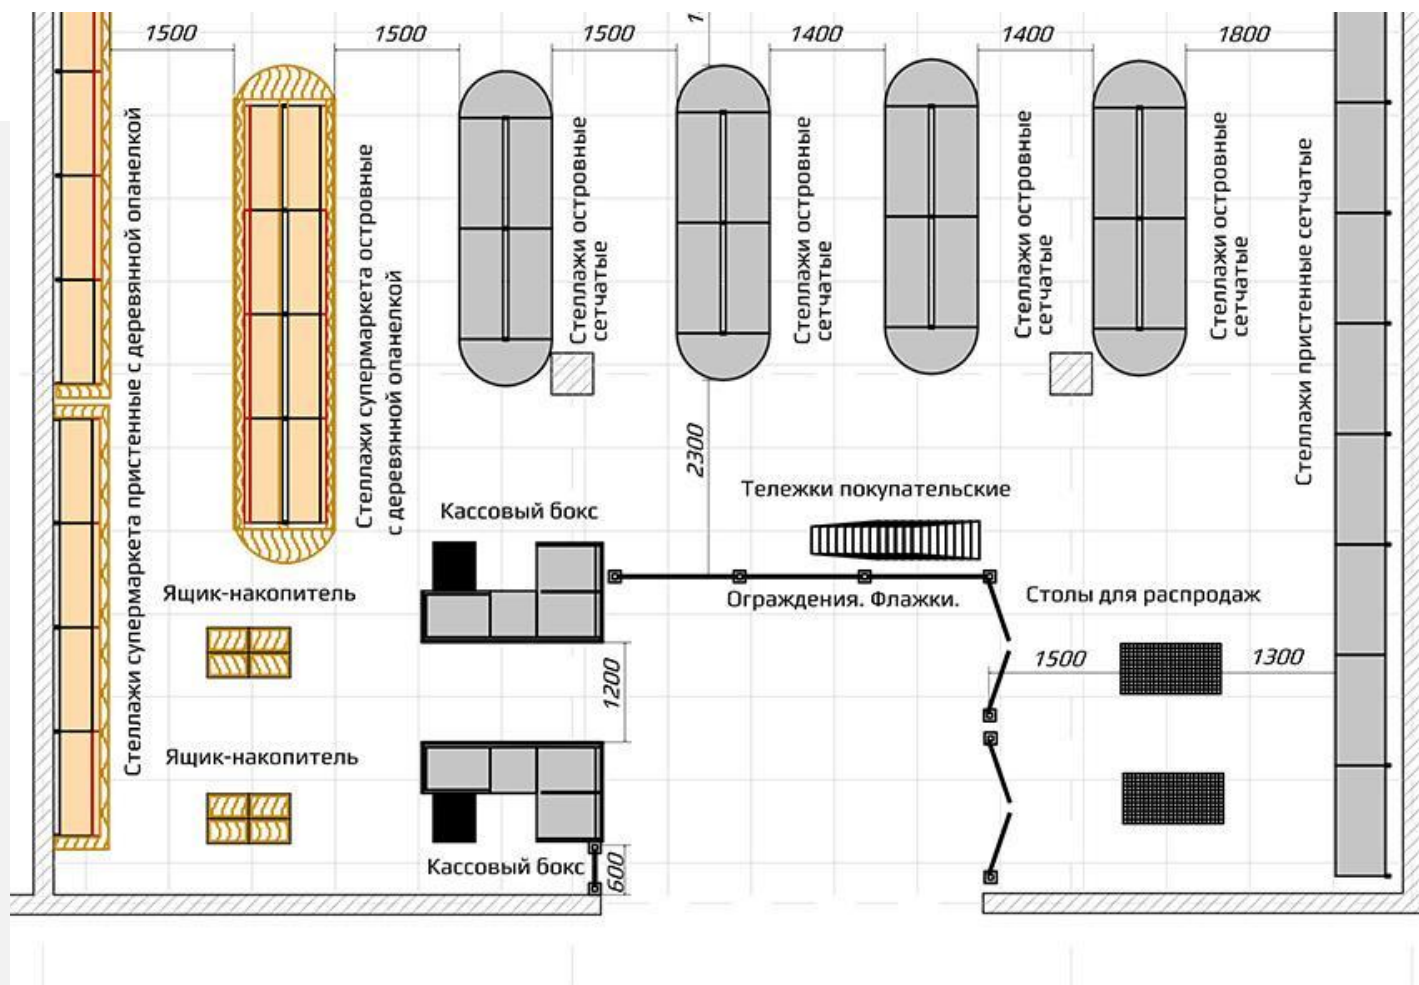 1500
1500
1500
1400
1400
1800
Стеллажи супермаркета пристенные с деревянной опанелкой
Стеллажи супермаркета островные
с деревянной опанелкой
Стеллажи островные
сетчатые
Стеллажи островные
сетчатые
Стеллажи островные
сетчатые
Стеллажи островные
сетчатые
Стеллажи пристенные сетчатые
2300
Тележки покупательские
Кассовый бокс
Ящик-накопитель
Ограждения. Флажки.
Столы для распродаж
1200
1500
1300
Ящик-накопитель
Кассовый бокс
600